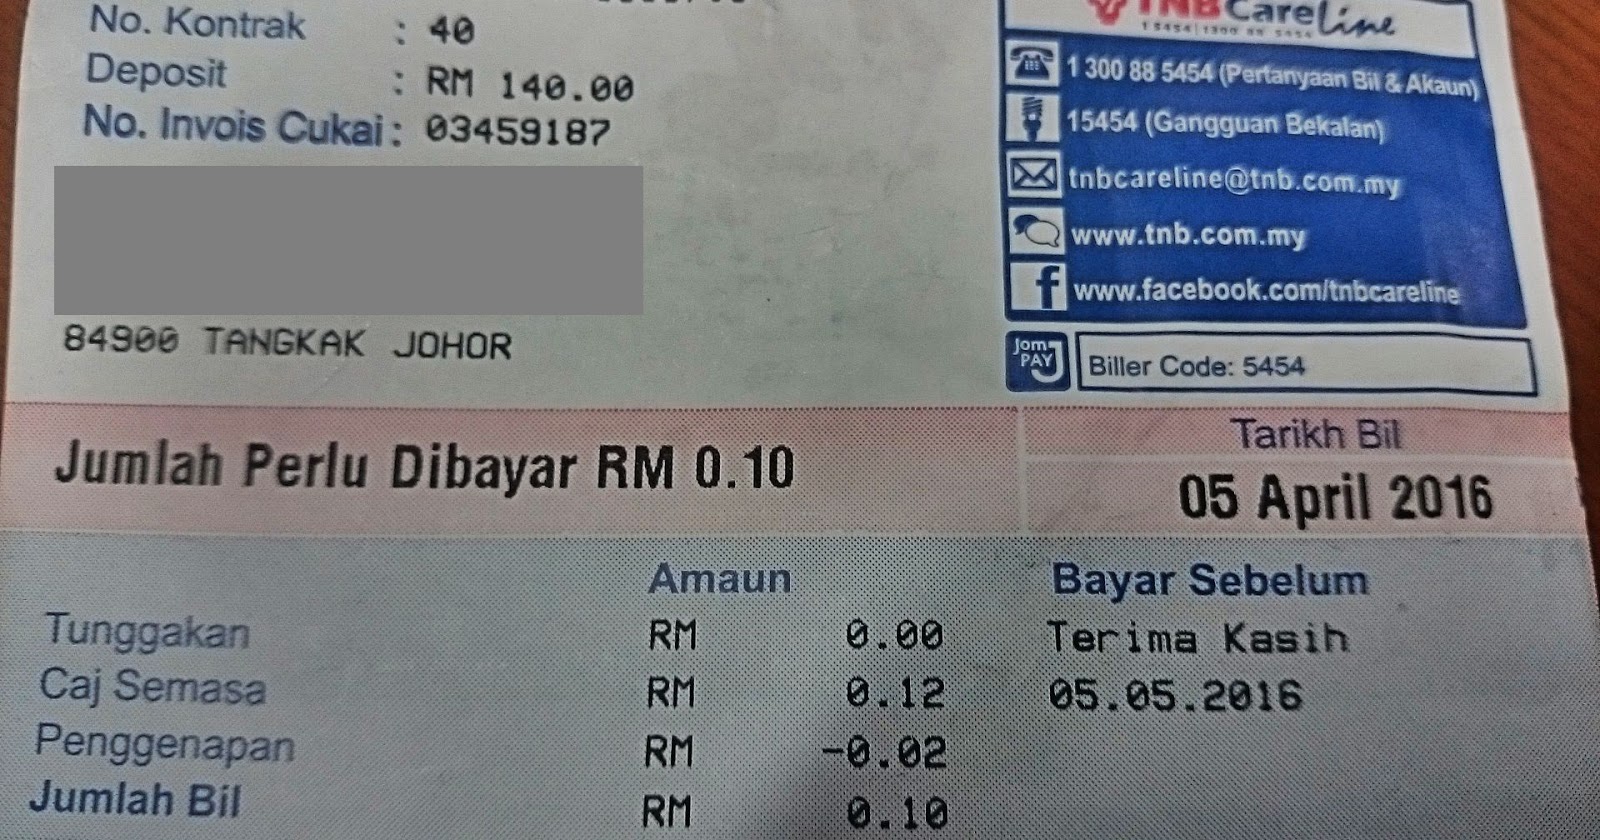 No. Kontrak : 40
Deposit : RM 140.00
No. Invois Cukai : 03459187
84900 TANGKAK JOHOR
TNB CareLine
15454|1300 88 5454
1 300 88 5454 (Pertanyaan Bil & Akaun)
15454 (Gangguan Bekalan)
tnbcareline@tnb.com.my
www.tnb.com.my
f www.facebook.com/tnbcareline
Jom
PAY
Biller Code: 5454
Jumlah Perlu Dibayar RM 0.10
Tarikh Bil
05 April 2016
Amaun Bayar Sebelum
Tunggakan RM 0.00 Terima Kasih
Caj Semasa RM 0.12 05.05.2016
Penggenapan RM -0.02
Jumlah Bil RM 0.10